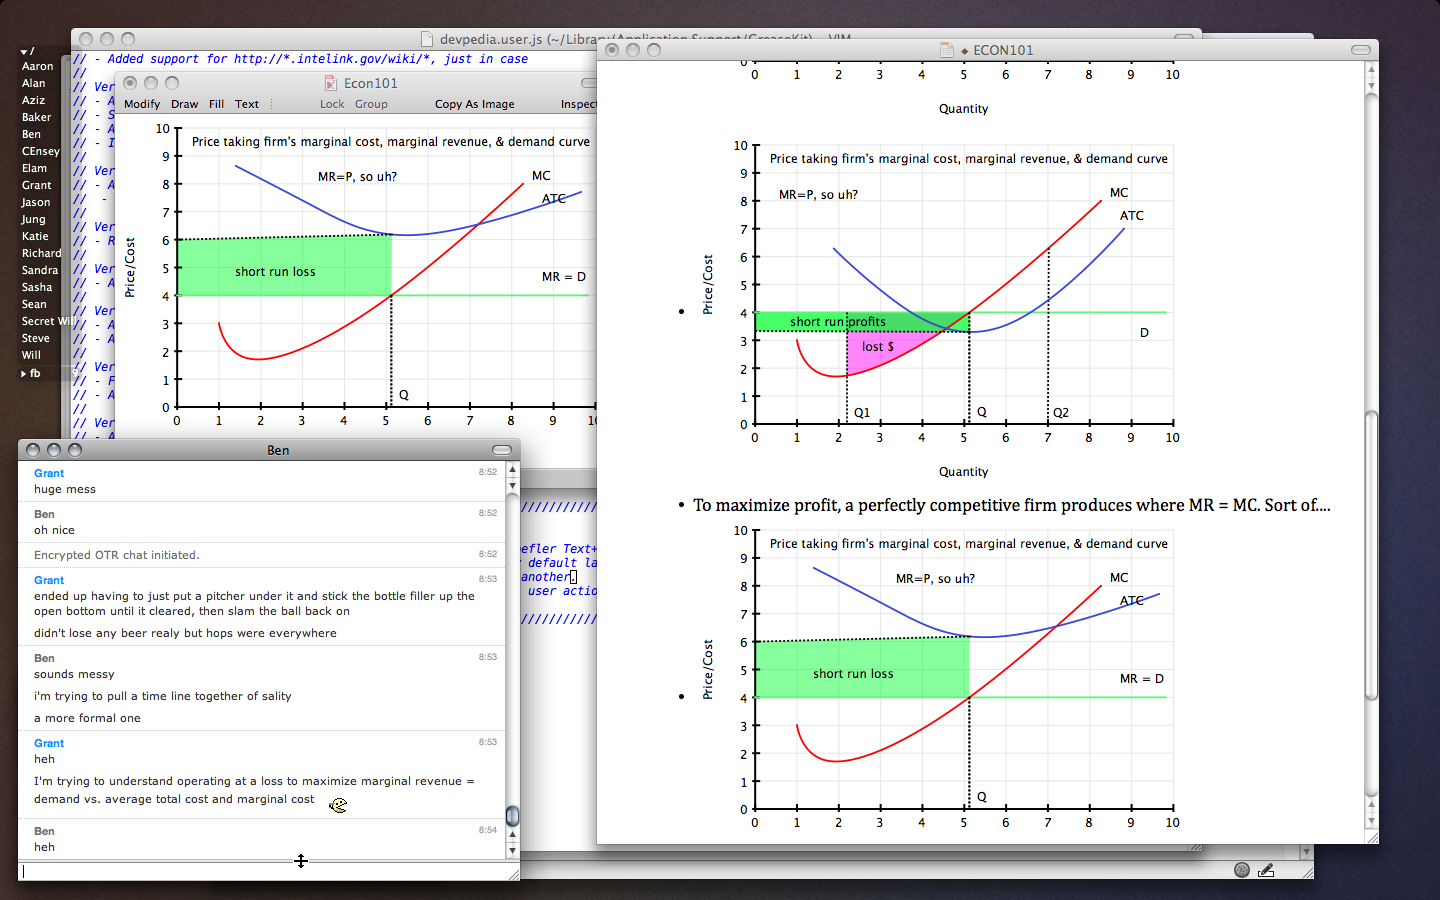 devpedia.user.js (~/Library/Application Support/GreaseKit) - VIM
// - Added support for http://*.intelink.gov/wiki/*, just in case
//
// Ver
// - A
// - S
// - A
// - I
//
// Ver
// - A
// -
//
// Ver
// - R
//
// Ver
// - A
//
// Ver
// - A
//
// Ver
// - A
//
// Ver
// - F
// - A
//
// Ver
// - A
/
Aaron
Alan
Aziz
Baker
Ben
CEnsey
Elam
Grant
Jason
Jung
Katie
Richard
Sandra
Sasha
Sean
Secret Will
Steve
Will
fb
Econ101
Modify Draw Fill Text Lock Group Copy As Image Inspect
Price taking firm's marginal cost, marginal revenue, & demand curve
MR=P, so uh?
MC
ATC
short run loss
MR = D
Price/Cost
10
9
8
7
6
5
4
3
2
1
0
Q
0 1 2 3 4 5 6 7 8 9 10
Ben
Grant 8:52
huge mess
Ben 8:52
oh nice
Encrypted OTR chat initiated. 8:52
Grant 8:53
ended up having to just put a pitcher under it and stick the bottle filler up the
open bottom until it cleared, then slam the ball back on
didn't lose any beer realy but hops were everywhere
Ben 8:53
sounds messy
i'm trying to pull a time line together of sality
a more formal one
Grant 8:53
heh
I'm trying to understand operating at a loss to maximize marginal revenue =
demand vs. average total cost and marginal cost
Ben 8:54
heh
////////////
efler Text+
default la
another.
user actio
////////////
ECON101
0
0 1 2 3 4 5 6 7 8 9 10
Quantity
Price taking firm's marginal cost, marginal revenue, & demand curve
MR=P, so uh?
MC
ATC
short run profits
lost $
D
Price/Cost
10
9
8
7
6
5
4
3
2
1
0
Q1 Q Q2
0 1 2 3 4 5 6 7 8 9 10
Quantity
• To maximize profit, a perfectly competitive firm produces where MR = MC. Sort of....
Price taking firm's marginal cost, marginal revenue, & demand curve
MR=P, so uh?
MC
ATC
short run loss
MR = D
Price/Cost
10
9
8
7
6
5
4
3
2
1
0
Q
0 1 2 3 4 5 6 7 8 9 10